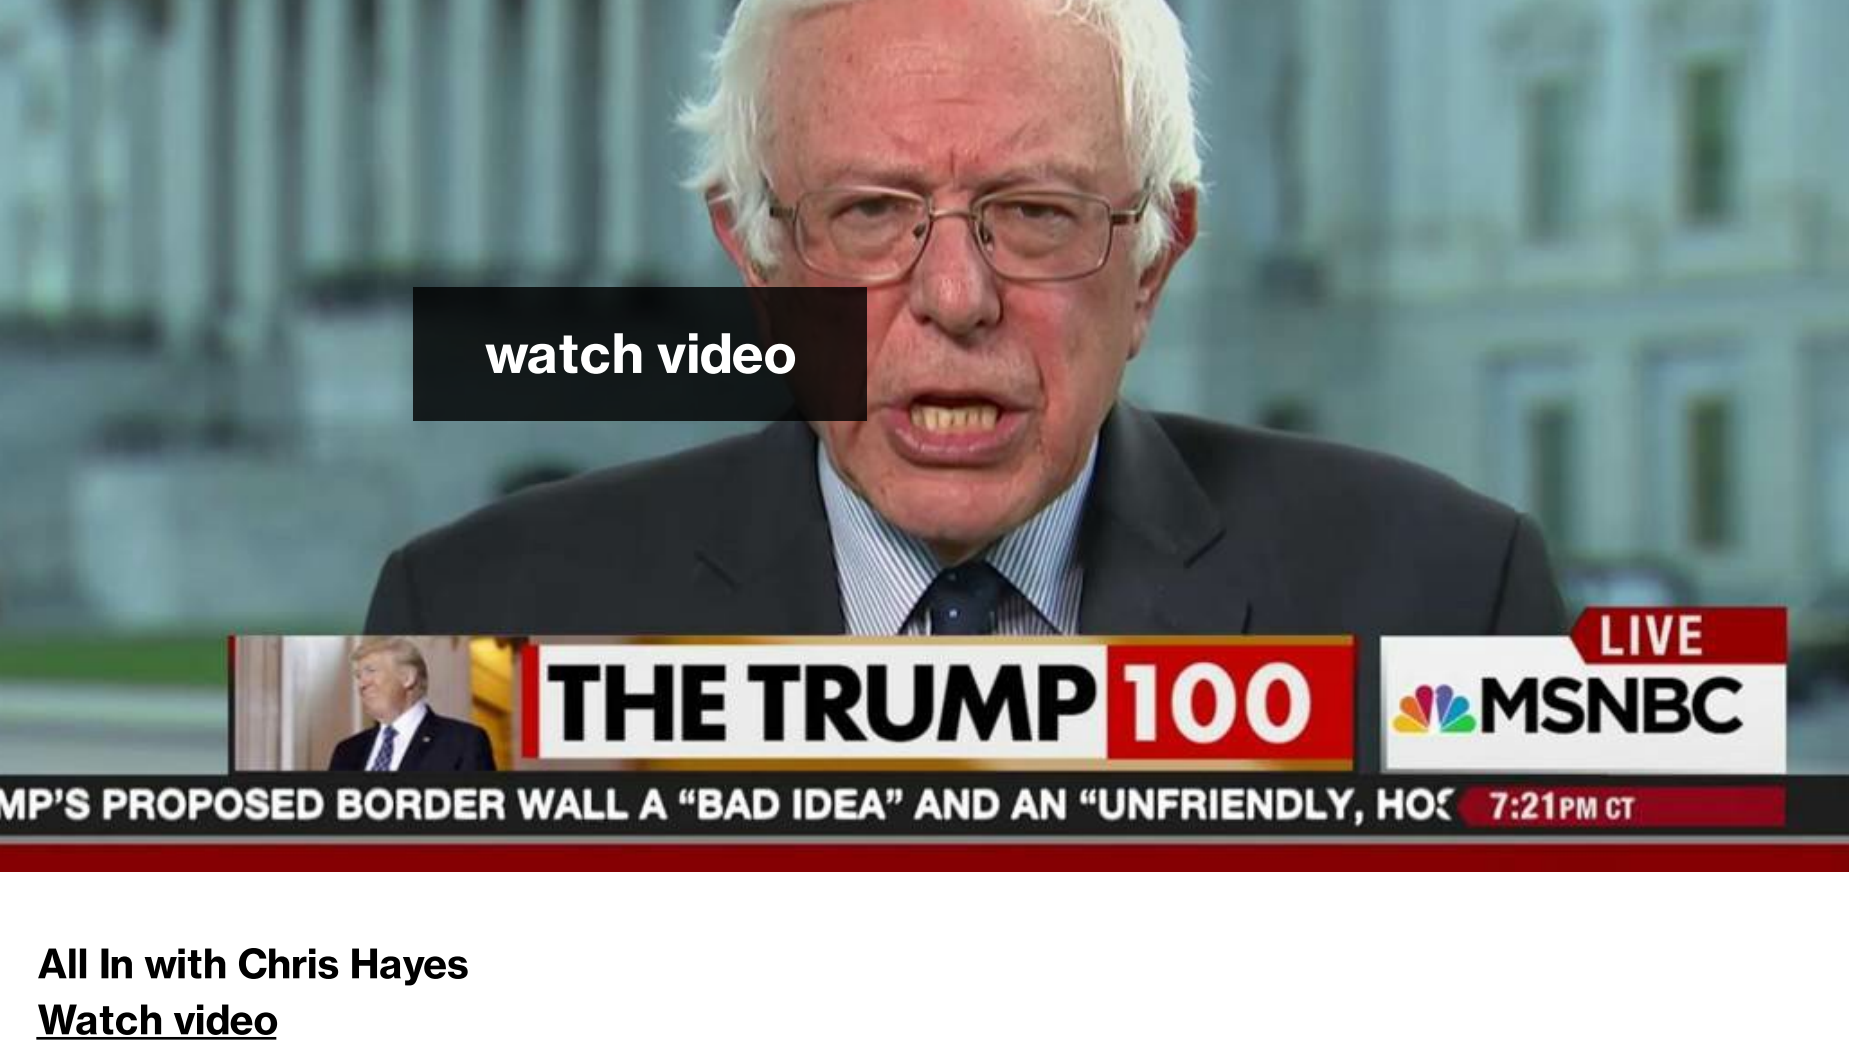 watch video
LIVE
THE TRUMP 100
MSNBC
MP’S PROPOSED BORDER WALL A “BAD IDEA” AND AN “UNFRIENDLY, HOS
7:21PM CT
All In with Chris Hayes
Watch video